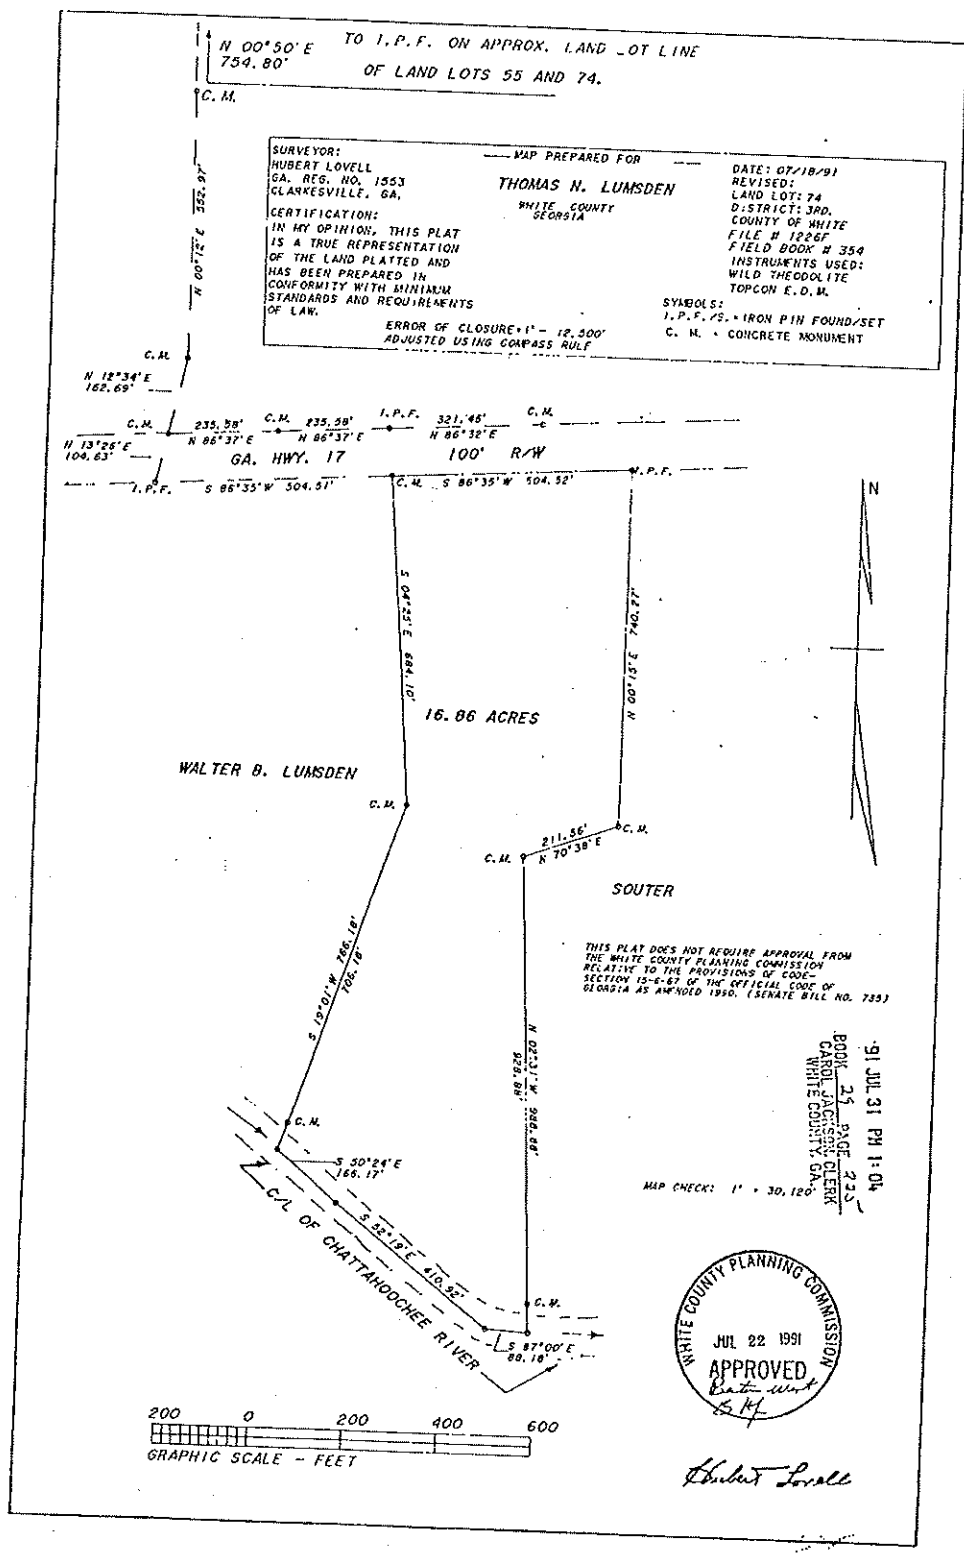 N 00°50' E
754.80'
TO I.P.F. ON APPROX. LAND LOT LINE
OF LAND LOTS 55 AND 74.
C.M.
N 00°12' E 552.97'
SURVEYOR:
HUBERT LOVELL
GA. REG. NO. 1553
CLARKESVILLE, GA.
CERTIFICATION:
IN MY OPINION, THIS PLAT
IS A TRUE REPRESENTATION
OF THE LAND PLATTED AND
HAS BEEN PREPARED IN
CONFORMITY WITH MINIMUM
STANDARDS AND REQUIREMENTS
OF LAW.
MAP PREPARED FOR
THOMAS N. LUMSDEN
WHITE COUNTY
GEORGIA
DATE: 07/18/91
REVISED:
LAND LOT: 74
DISTRICT: 3RD.
COUNTY OF WHITE
FILE # 1226F
FIELD BOOK # 354
INSTRUMENTS USED:
WILD THEODOLITE
TOPCON E.D.M.
SYMBOLS:
I.P.F./S. = IRON PIN FOUND/SET
C. M. = CONCRETE MONUMENT
ERROR OF CLOSURE: 1' - 12,500'
ADJUSTED USING COMPASS RULE
C.M.
N 12°34' E
162.69'
C.M.
235.58'
N 86°37' E
C.M.
235.58'
N 86°37' E
I.P.F.
321.46'
N 86°32' E
C.M.
N 13°26' E
104.63'
GA. HWY. 17
100' R/W
I.P.F.
S 86°35' W 504.51'
C.M.
S 86°35' W 504.52'
I.P.F.
N
S 04°25' E 684.10'
N 00°15' E 740.27'
16.86 ACRES
WALTER B. LUMSDEN
C.M.
211.56'
N 70°38' E
C.M.
C.M.
SOUTER
THIS PLAT DOES NOT REQUIRE APPROVAL FROM
THE WHITE COUNTY PLANNING COMMISSION
RELATIVE TO THE PROVISIONS OF CODE-
SECTION 15-6-67 OF THE OFFICIAL CODE OF
GEORGIA AS AMENDED 1990. (SENATE BILL NO. 735)
S 19°01' W 766.18'
706.18'
N 02°31' W 988.88'
928.88'
'91 JUL 31 PM 1:04
BOOK 29 PAGE
CAROL JACKSON, CLERK
WHITE COUNTY, GA.
C.M.
S 50°24' E
166.17'
MAP CHECK: 1' = 30,120'
S 52°19' E 410.92'
C/L OF CHATTAHOOCHEE RIVER
C.M.
S 87°00' E
88.18'
WHITE COUNTY PLANNING COMMISSION
JUL 22 1991
APPROVED
200 0 200 400 600
GRAPHIC SCALE - FEET
Hubert Lovell